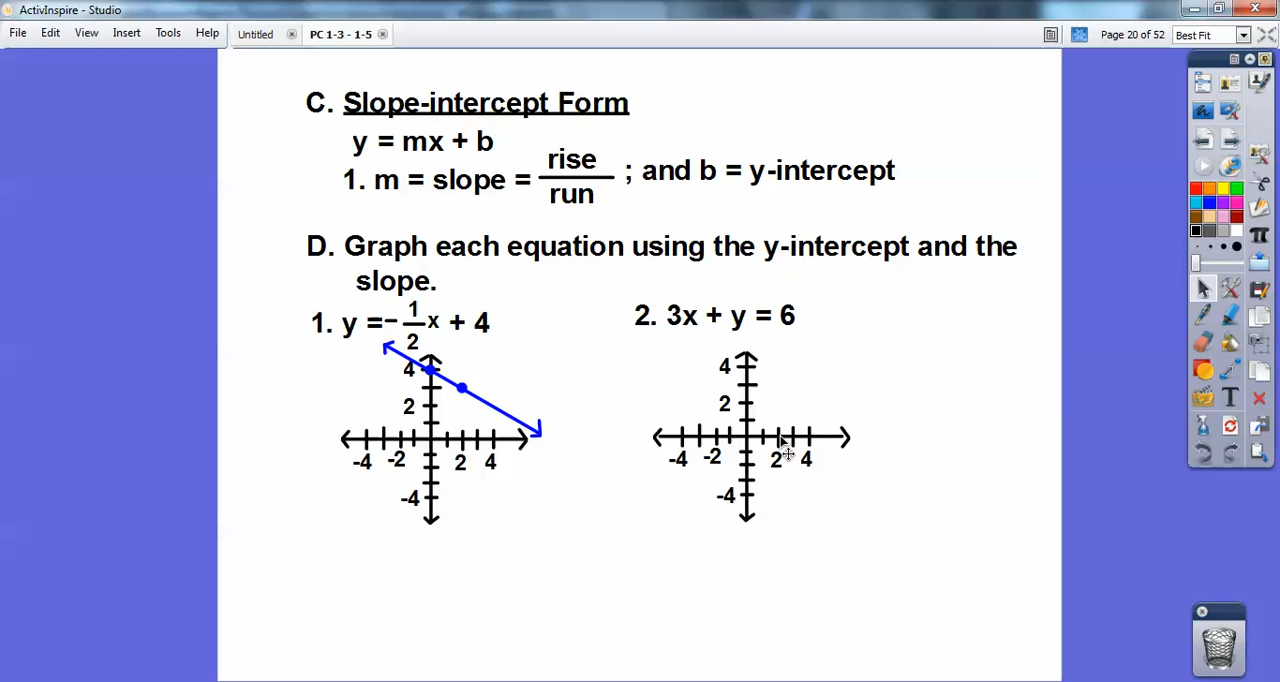 ActivInspire - Studio
File Edit View Insert Tools Help Untitled PC 1-3 - 1-5 Page 20 of 52 Best Fit
C. Slope-intercept Form
y = mx + b
1. m = slope = rise/run ; and b = y-intercept
D. Graph each equation using the y-intercept and the
slope.
1. y =-1/2x + 4
2. 3x + y = 6
4
2
-4 -2 2 4
-4
4
2
-4 -2 2 4
-4